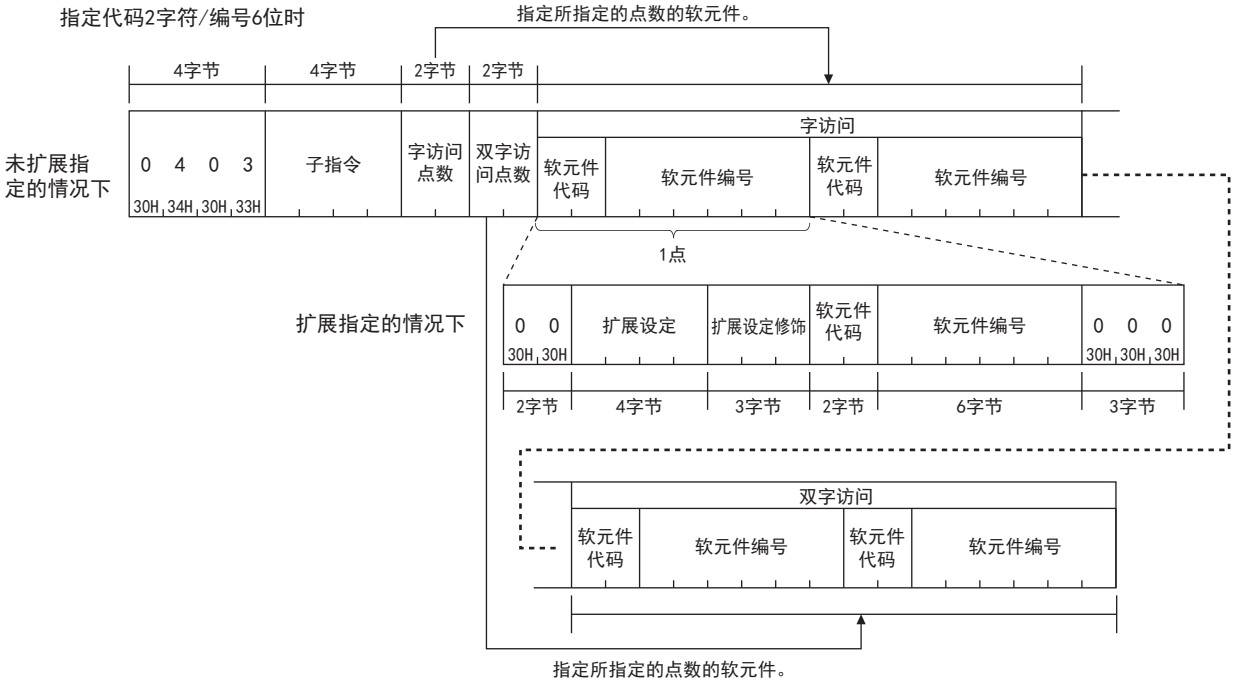 指定代码2字符/编号6位时
指定所指定的点数的软元件。
4字节 4字节 2字节 2字节
字访问
未扩展指定的情况下
0 4 0 3
30H 34H 30H 33H
子指令
字访问点数
双字访问点数
软元件代码
软元件编号
软元件代码
软元件编号
1点
扩展指定的情况下
0 0
30H 30H
扩展设定
扩展设定修饰
软元件代码
软元件编号
0 0 0
30H 30H 30H
2字节 4字节 3字节 2字节 6字节 3字节
双字访问
软元件代码
软元件编号
软元件代码
软元件编号
指定所指定的点数的软元件。